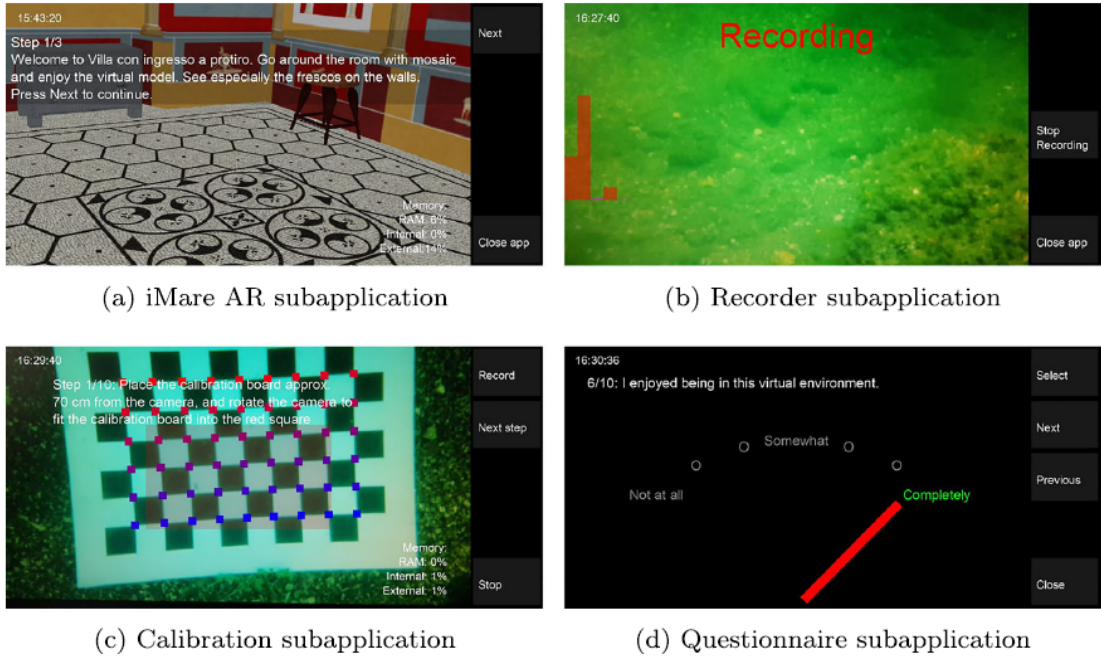 15:43:20
Step 1/3
Welcome to Villa con ingresso a protiro. Go around the room with mosaic
and enjoy the virtual model. See especially the frescos on the walls.
Press Next to continue.
Memory:
RAM: 6%
Internal: 0%
External:14%
Next
Close app
(a) iMare AR subapplication
16:27:40
Recording
Stop
Recording
Close app
(b) Recorder subapplication
16:29:40
Step 1/10: Place the calibration board approx.
70 cm from the camera, and rotate the camera to
fit the calibration board into the red square
Memory:
RAM: 0%
Internal: 1%
External: 1%
Record
Next step
Stop
(c) Calibration subapplication
16:30:36
6/10: I enjoyed being in this virtual environment.
Somewhat
Not at all
Completely
Select
Next
Previous
Close
(d) Questionnaire subapplication